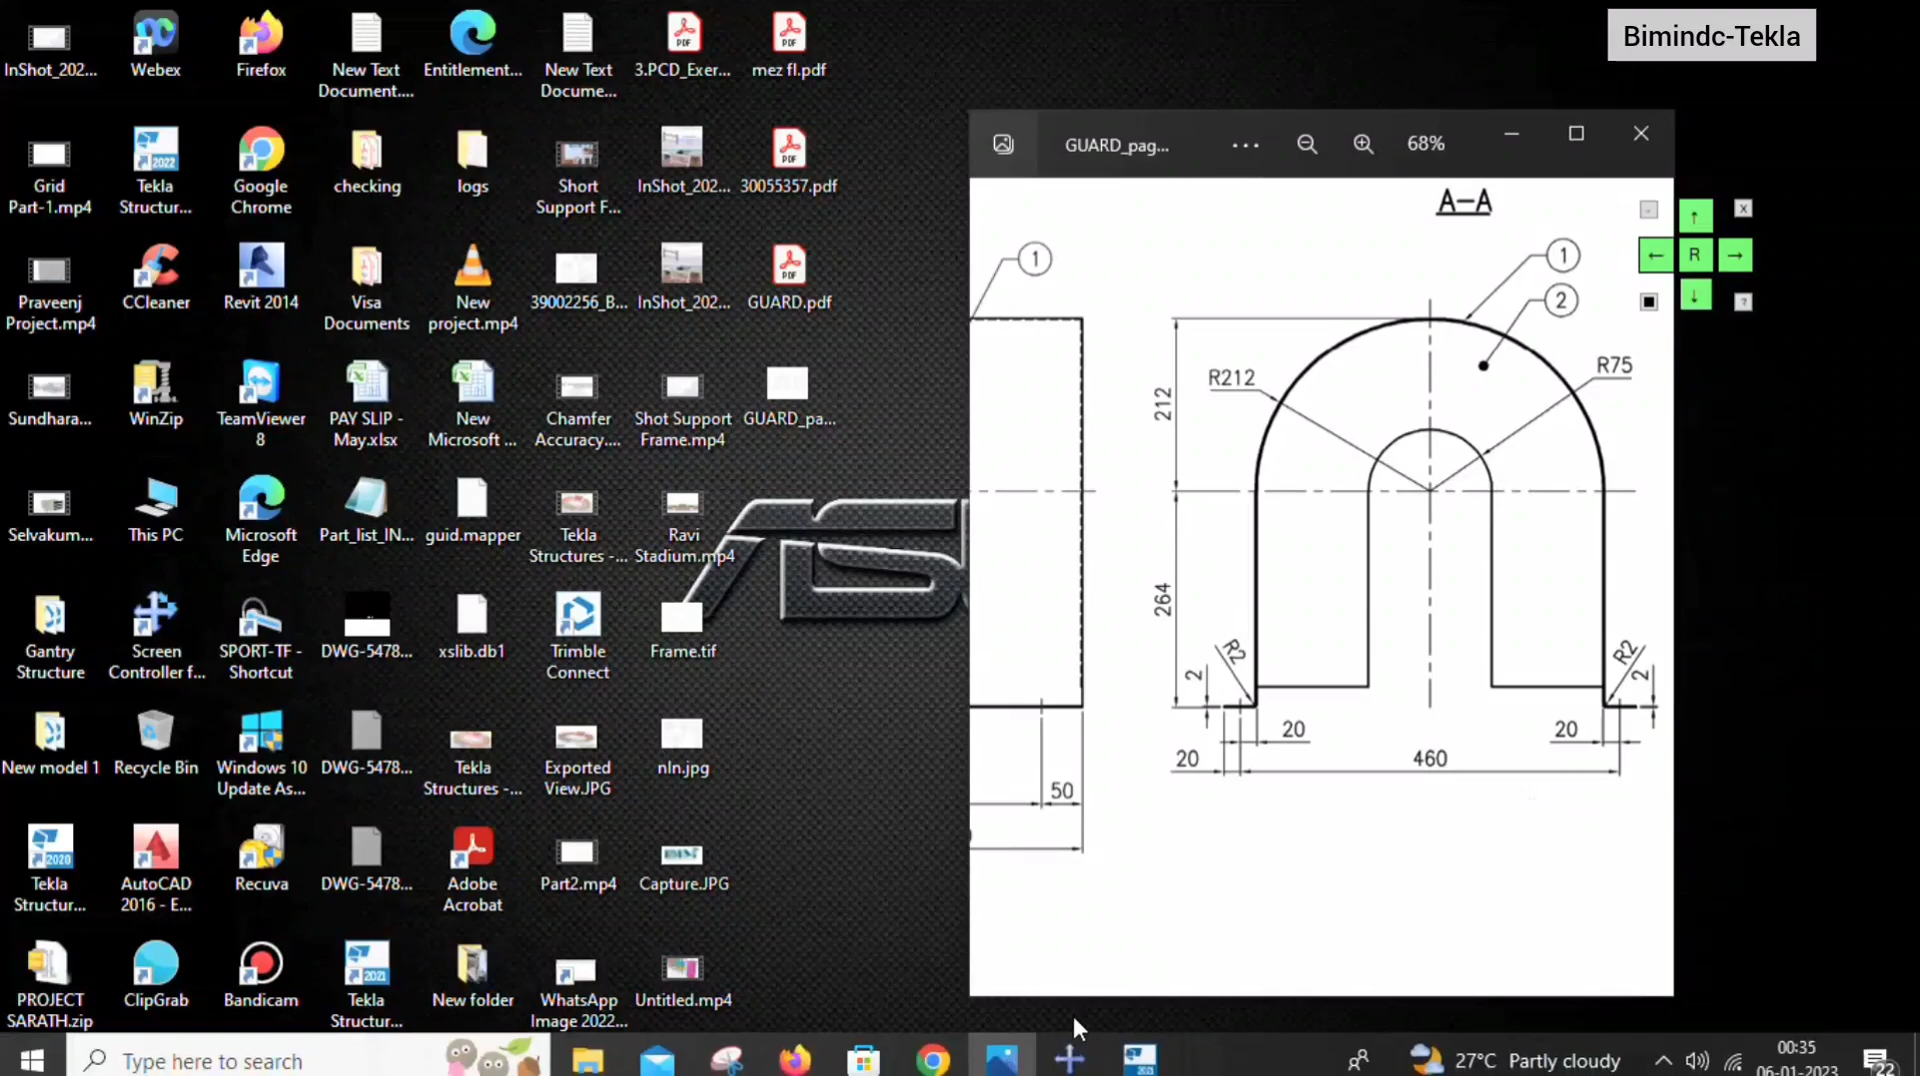 Bimindc-Tekla
InShot_202...
Webex
Firefox
New Text
Document....
Entitlement...
New Text
Docume...
3.PCD_Exer...
mez fl.pdf
Grid
Part-1.mp4
Tekla
Structur...
Google
Chrome
checking
logs
Short
Support F...
InShot_202...
30055357.pdf
Praveenj
Project.mp4
CCleaner
Revit 2014
Visa
Documents
New
project.mp4
39002256_B...
InShot_202...
GUARD.pdf
Sundhara...
WinZip
TeamViewer
8
PAY SLIP -
May.xlsx
New
Microsoft ...
Chamfer
Accuracy....
Shot Support
Frame.mp4
GUARD_pa...
Selvakum...
This PC
Microsoft
Edge
Part_list_IN...
guid.mapper
Tekla
Structures -...
Ravi
Stadium.mp4
Gantry
Structure
Screen
Controller f...
SPORT-TF -
Shortcut
DWG-5478...
xslib.db1
Trimble
Connect
Frame.tif
New model 1
Recycle Bin
Windows 10
Update As...
DWG-5478...
Tekla
Structures -...
Exported
View.JPG
nln.jpg
Tekla
Structur...
AutoCAD
2016 - E...
Recuva
DWG-5478...
Adobe
Acrobat
Part2.mp4
Capture.JPG
PROJECT
SARATH.zip
ClipGrab
Bandicam
Tekla
Structur...
New folder
WhatsApp
Image 2022...
Untitled.mp4
GUARD_pag...
68%
A-A
1
1
2
R212
R75
212
264
R2
R2
2
2
20
20
20
460
50
R
X
?
Type here to search
27°C Partly cloudy
00:35
06-01-2023
22